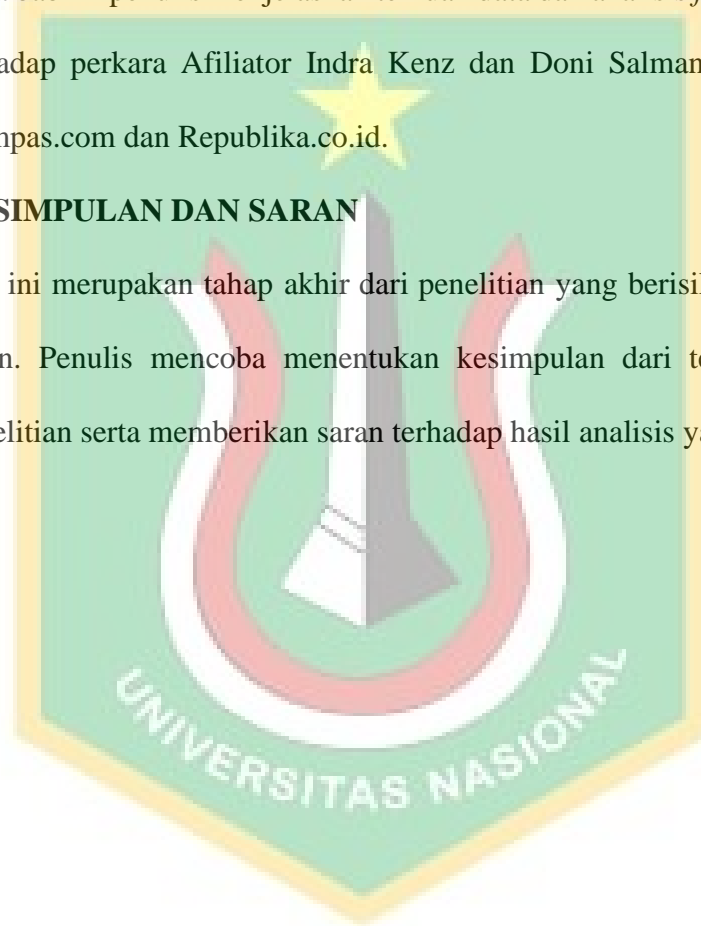 adap perkara Afiliator Indra Kenz dan Doni Salman
mpas.com dan Republika.co.id.
SIMPULAN DAN SARAN
ini merupakan tahap akhir dari penelitian yang berisi
n. Penulis mencoba menentukan kesimpulan dari
elitian serta memberikan saran terhadap hasil analisis
UNIVERSITAS NASIONAL